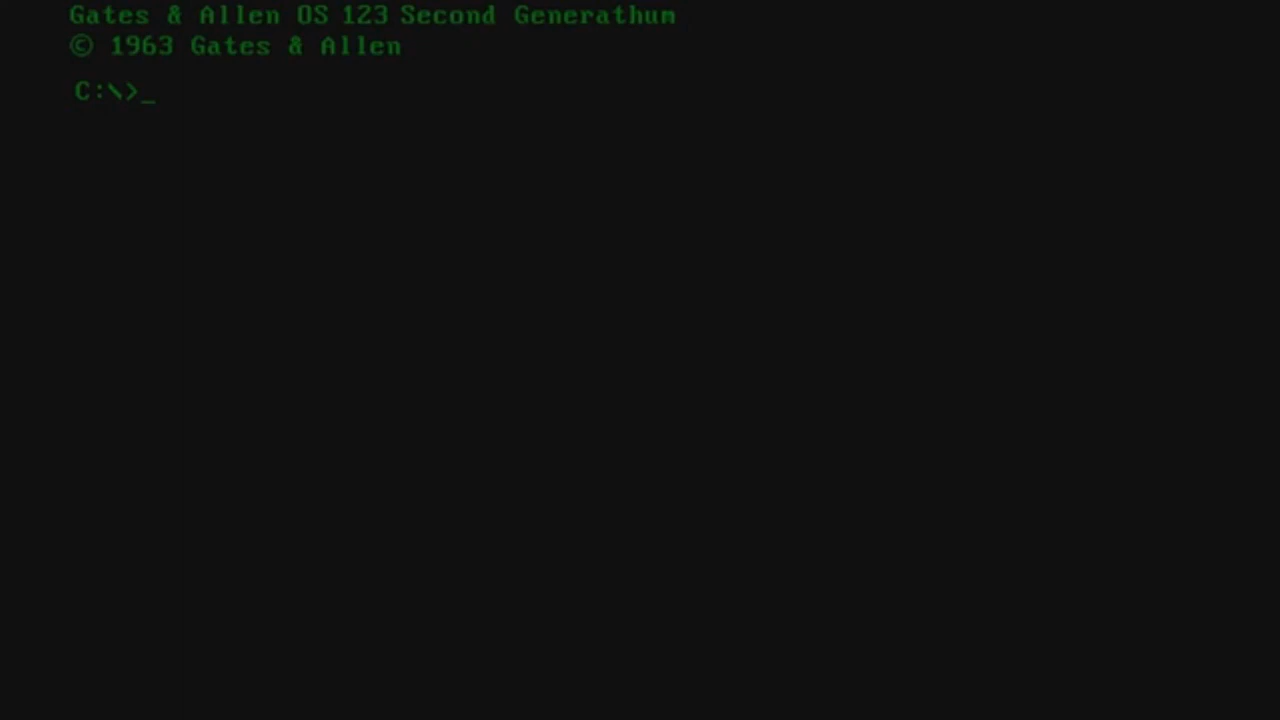 Gates & Allen OS 123 Second Generathum
© 1963 Gates & Allen
C:\>_